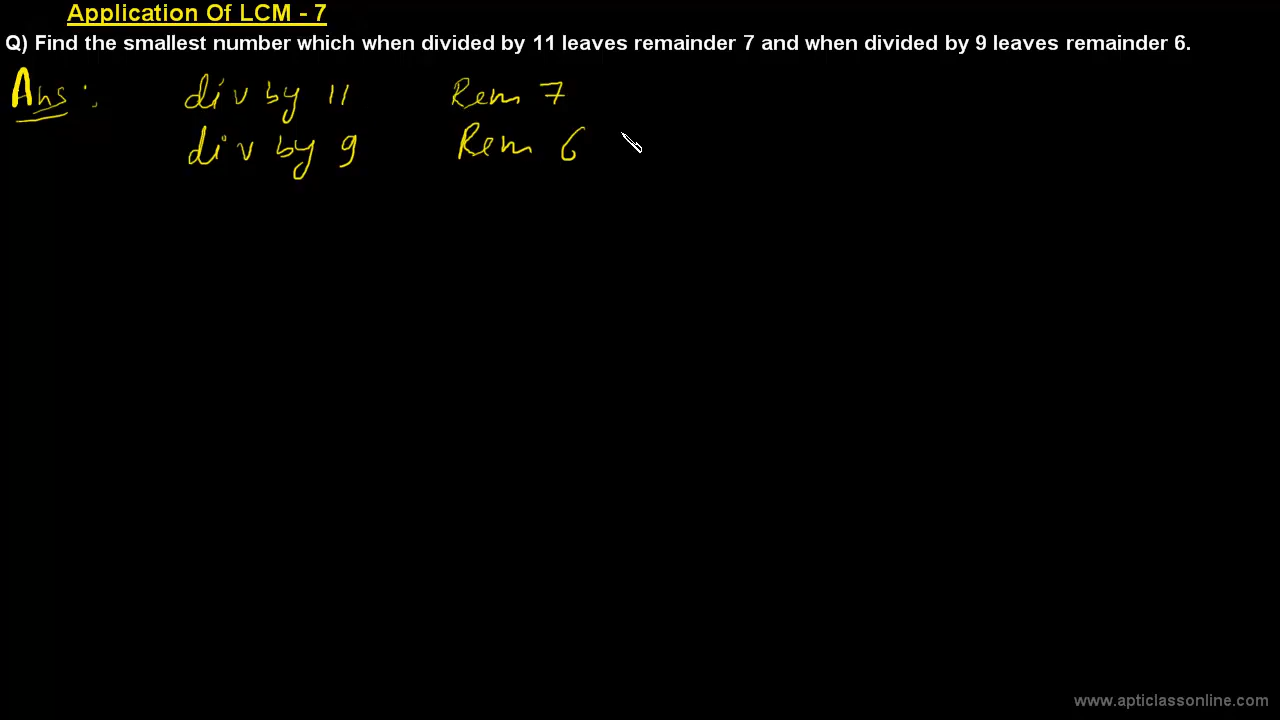 Application Of LCM - 7
Q) Find the smallest number which when divided by 11 leaves remainder 7 and when divided by 9 leaves remainder 6.
Ans: div by 11 Rem 7
div by 9 Rem 6
www.apticlassonline.com